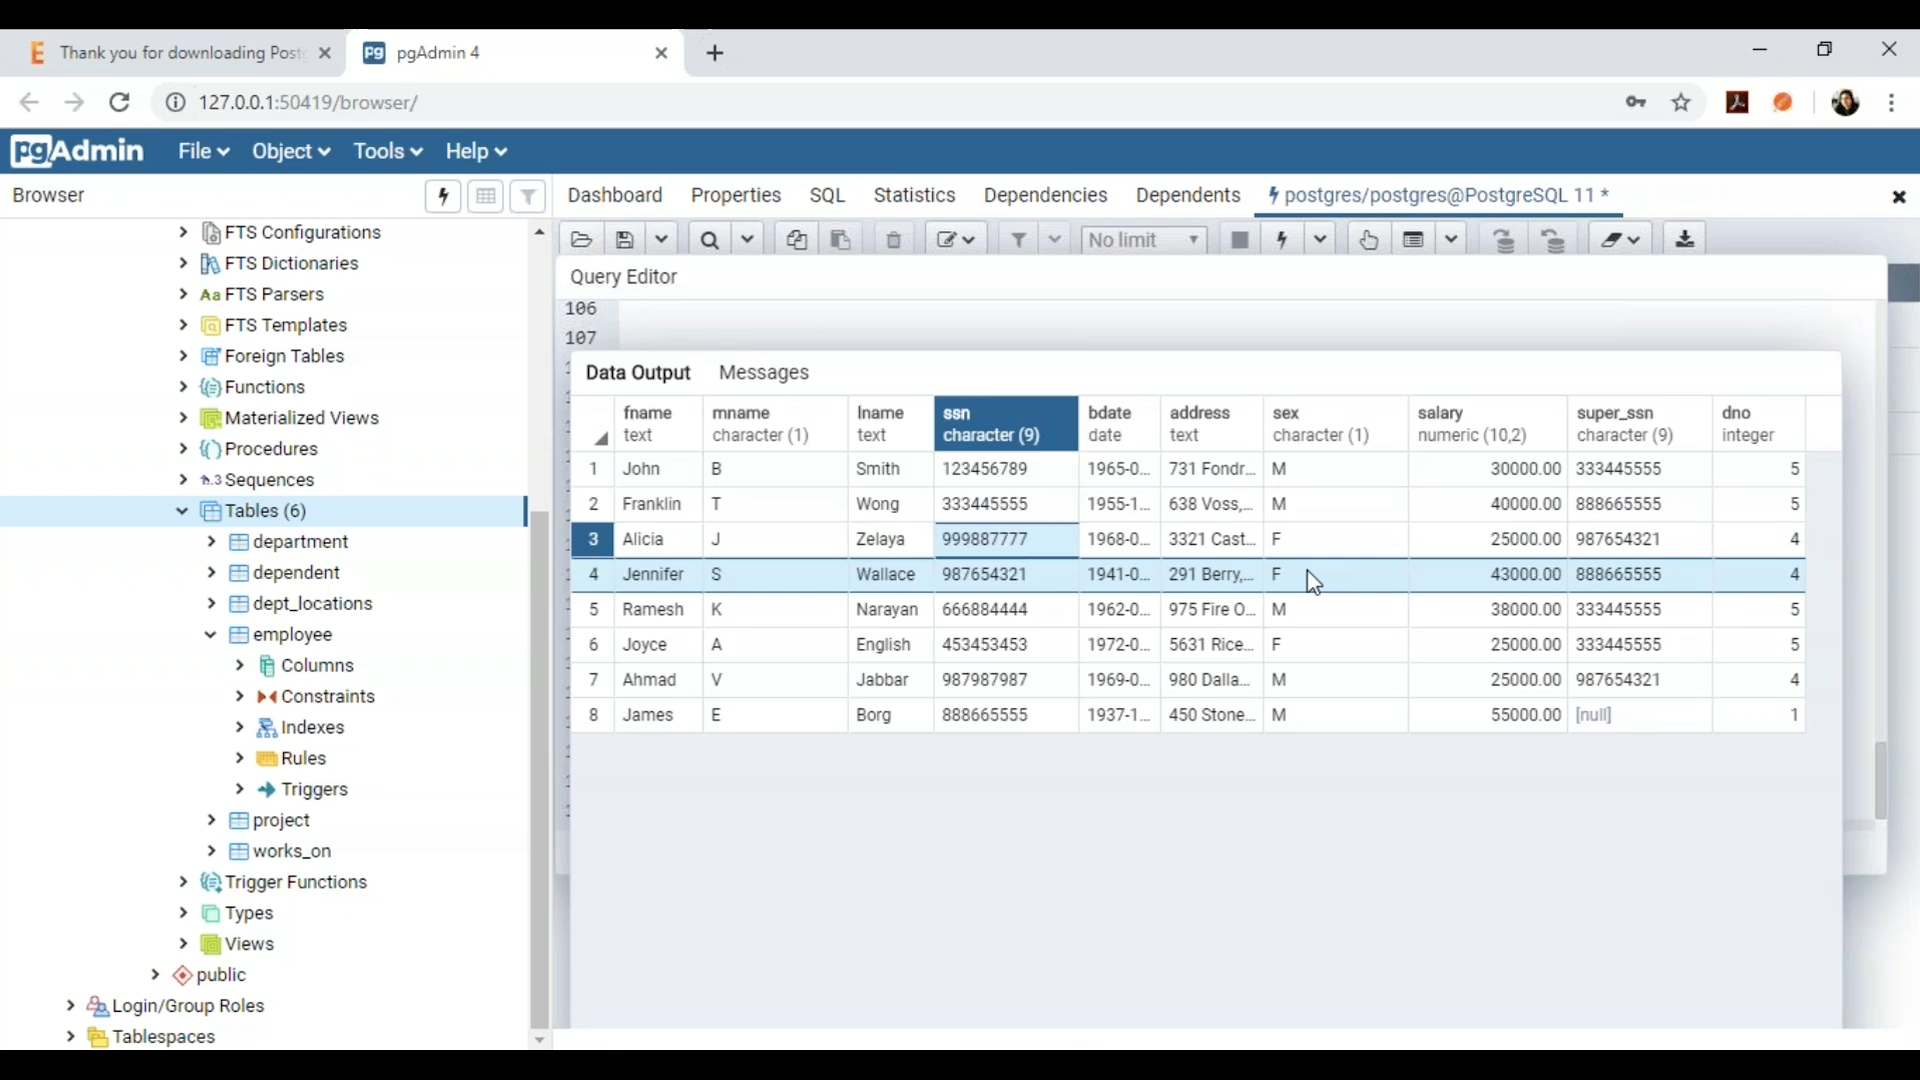 Thank you for downloading Post
pgAdmin 4
127.0.0.1:50419/browser/
pgAdmin
File
Object
Tools
Help
Browser
Dashboard
Properties
SQL
Statistics
Dependencies
Dependents
postgres/postgres@PostgreSQL 11 *
No limit
Query Editor
106
107
FTS Configurations
FTS Dictionaries
Aa FTS Parsers
FTS Templates
Foreign Tables
Functions
Materialized Views
Procedures
1..3 Sequences
Tables (6)
department
dependent
dept_locations
employee
Columns
Constraints
Indexes
Rules
Triggers
project
works_on
Trigger Functions
Types
Views
public
Login/Group Roles
Tablespaces
Data Output Messages
fname mname lname ssn bdate address sex salary super_ssn dno
text character (1) text character (9) date text character (1) numeric (10,2) character (9) integer
1 John B Smith 123456789 1965-0... 731 Fondr... M 30000.00 333445555 5
2 Franklin T Wong 333445555 1955-1... 638 Voss,... M 40000.00 888665555 5
3 Alicia J Zelaya 999887777 1968-0... 3321 Cast... F 25000.00 987654321 4
4 Jennifer S Wallace 987654321 1941-0... 291 Berry,... F 43000.00 888665555 4
5 Ramesh K Narayan 666884444 1962-0... 975 Fire O... M 38000.00 333445555 5
6 Joyce A English 453453453 1972-0... 5631 Rice... F 25000.00 333445555 5
7 Ahmad V Jabbar 987987987 1969-0... 980 Dalla... M 25000.00 987654321 4
8 James E Borg 888665555 1937-1... 450 Stone... M 55000.00 [null] 1